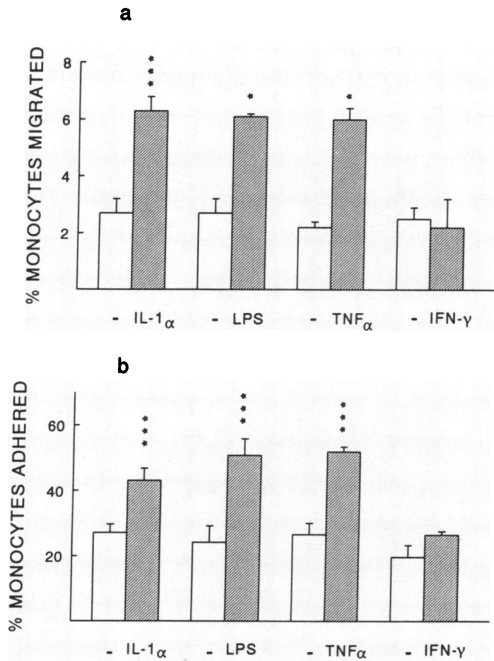 a
% MONOCYTES MIGRATED
8
6
4
2
***
*
- IL-1α - LPS - TNFα - IFN-γ
b
% MONOCYTES ADHERED
60
40
20
***
***
***
- IL-1α - LPS - TNFα - IFN-γ